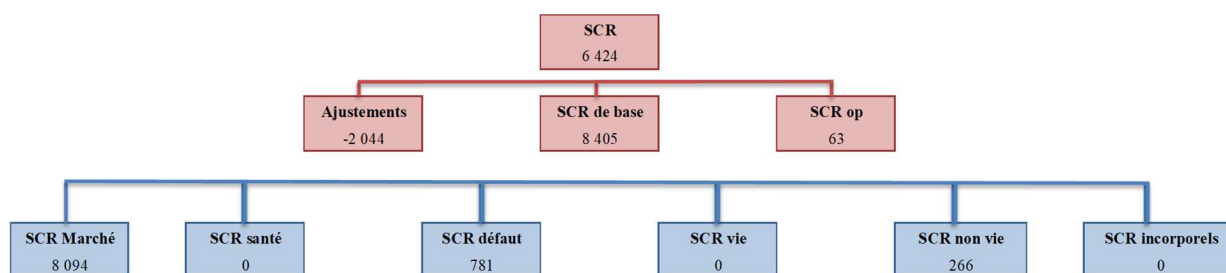 SCR
6 424
Ajustements
-2 044
SCR de base
8 405
SCR op
63
SCR Marché
8 094
SCR santé
0
SCR défaut
781
SCR vie
0
SCR non vie
266
SCR incorporels
0